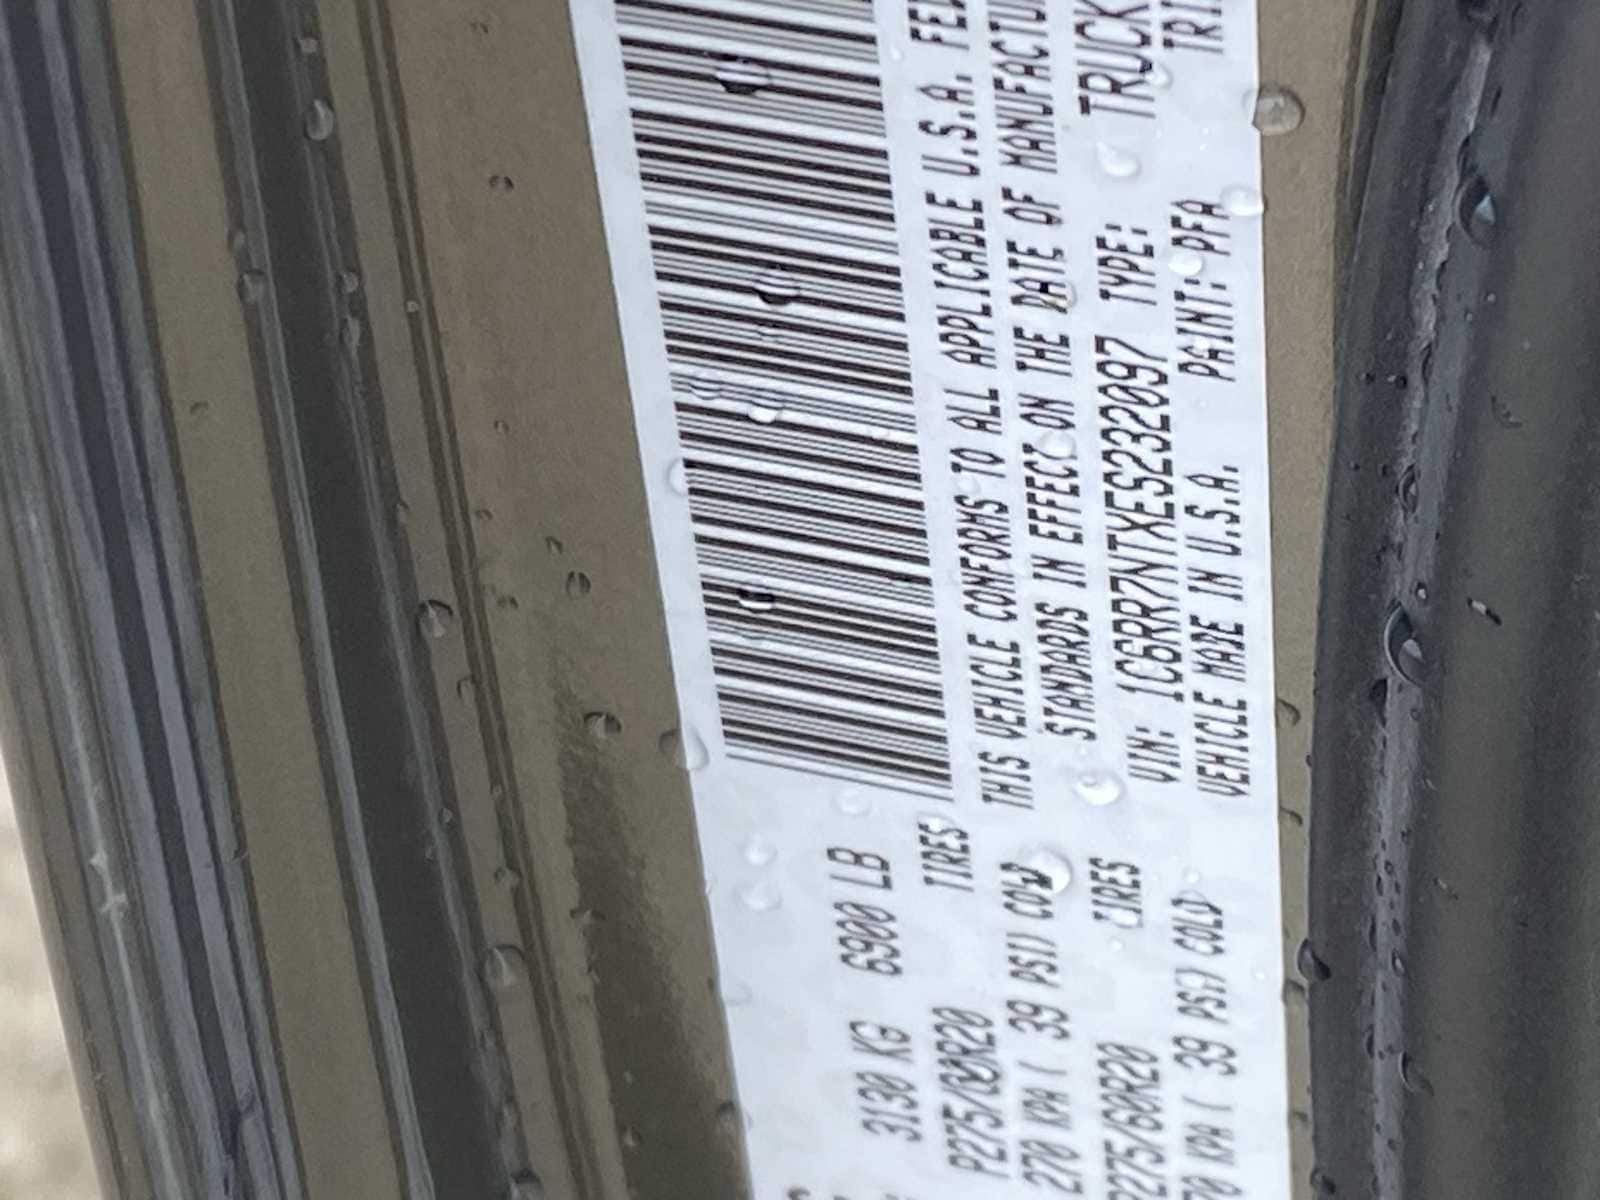 3130 KG 6900 LB
P275/60R20 TIRES
270 KPA ( 39 PSI) COLD
P275/60R20 TIRES
70 KPA ( 39 PSI) COLD
THIS VEHICLE CONFORMS TO ALL APPLICABLE U.S.A. FE
STANDARDS IN EFFECT ON THE DATE OF MANUFACTU
VIN: 1C6RR7NTXES232097 TYPE: TRUCK
VEHICLE MADE IN U.S.A. PAINT: PFA TRI